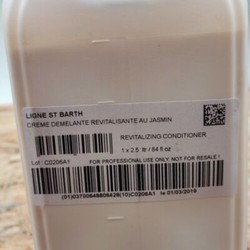 LIGNE ST BARTH
CREME DEMELANTE REVITALISANTE AU JASMIN
REVITALIZING CONDITIONER
1 x 2.5 ltr / 84 fl oz
Lot : C0206A1
FOR PROFESSIONAL USE ONLY, NOT FOR RESALE !
(01)03700648806428(10)C0206A1 le 01/03/2019